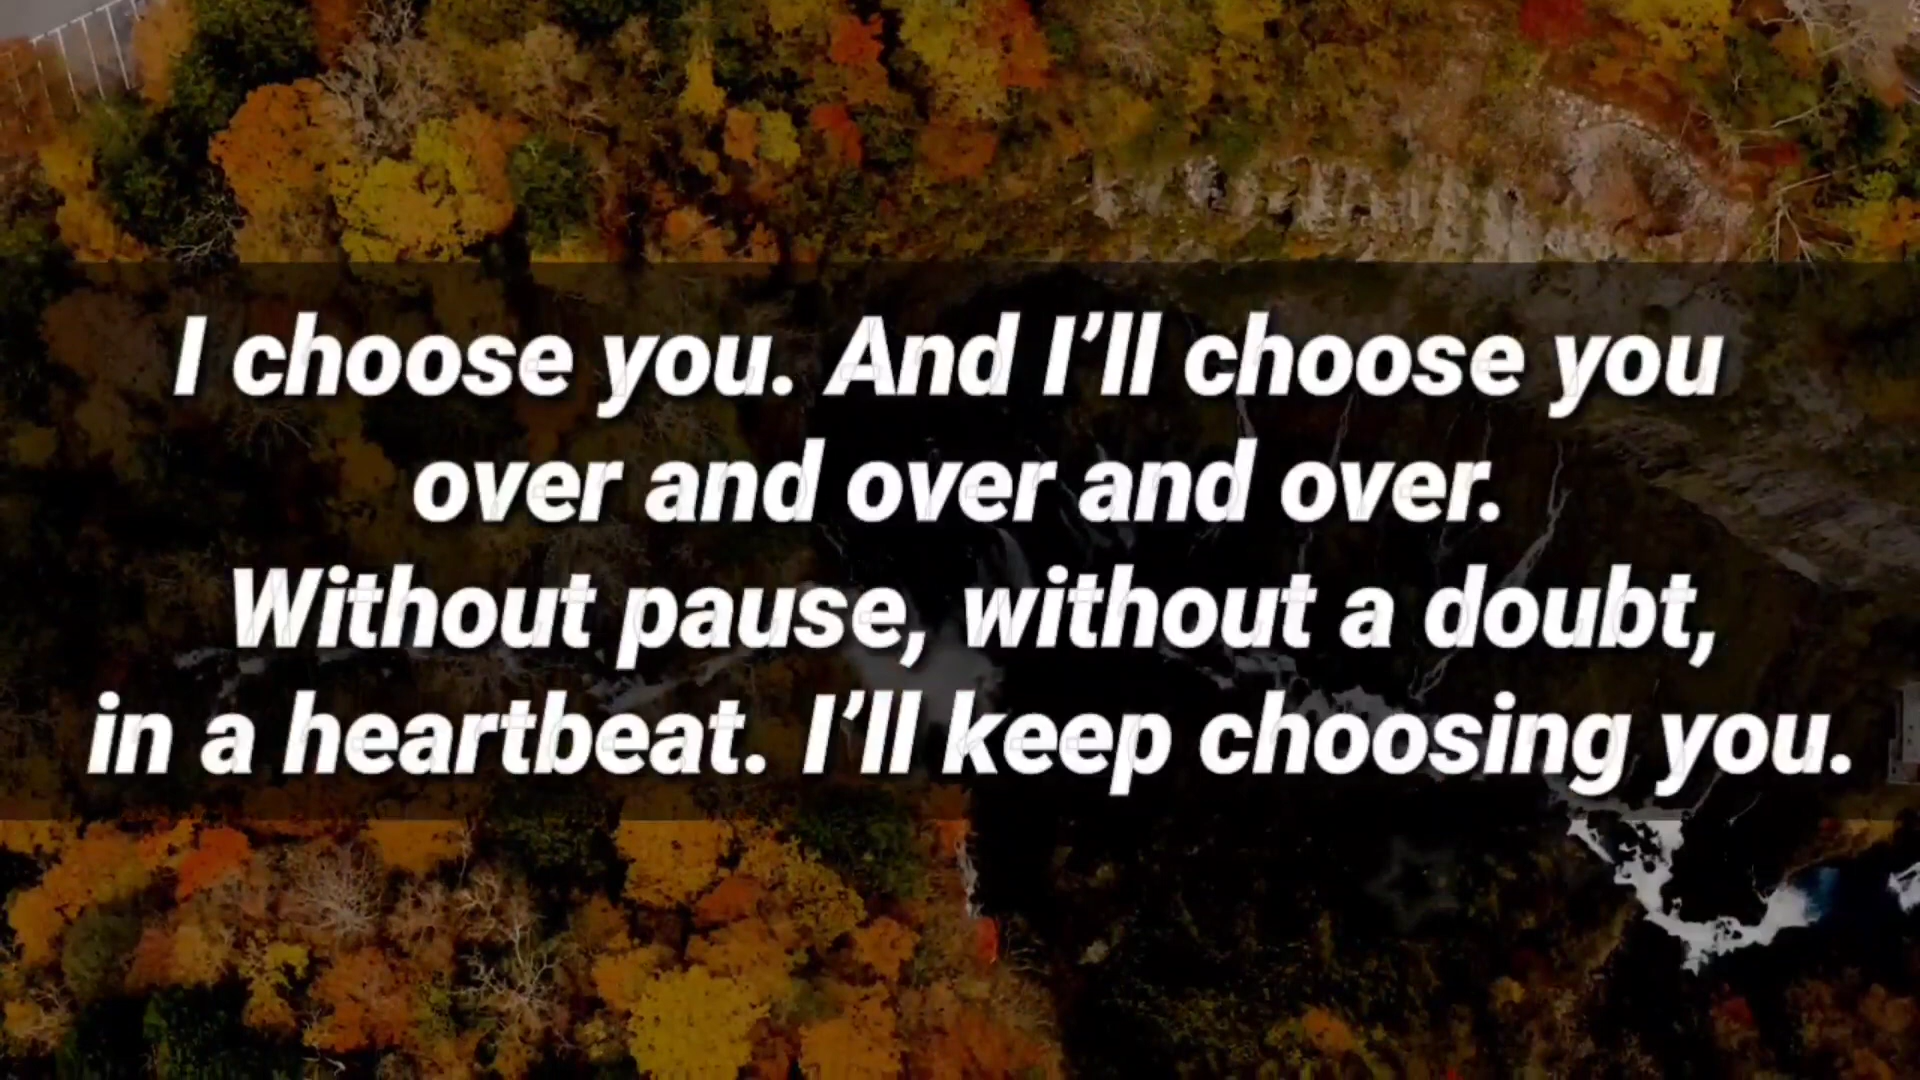 I choose you. And I’ll choose you
over and over and over.
Without pause, without a doubt,
in a heartbeat. I’ll keep choosing you.